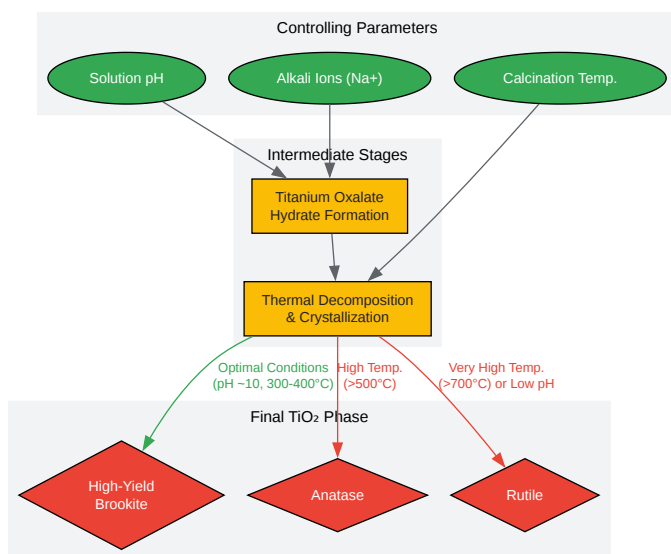 Controlling Parameters
Solution pH
Alkali Ions (Na+)
Calcination Temp.
Intermediate Stages
Titanium Oxalate
Hydrate Formation
Thermal Decomposition
& Crystallization
Optimal Conditions
(pH ~10, 300-400°C)
High Temp.
(>500°C)
Very High Temp.
(>700°C) or Low pH
Final TiO₂ Phase
High-Yield
Brookite
Anatase
Rutile